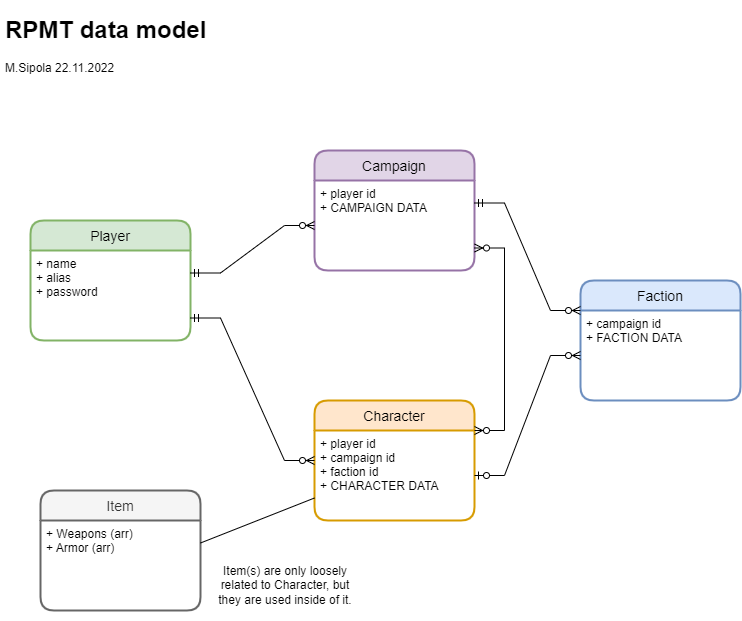 RPMT data model
M.Sipola 22.11.2022
Campaign
+ player id
+ CAMPAIGN DATA
Player
+ name
+ alias
+ password
Faction
+ campaign id
+ FACTION DATA
Character
+ player id
+ campaign id
+ faction id
+ CHARACTER DATA
Item
+ Weapons (arr)
+ Armor (arr)
Item(s) are only loosely
related to Character, but
they are used inside of it.